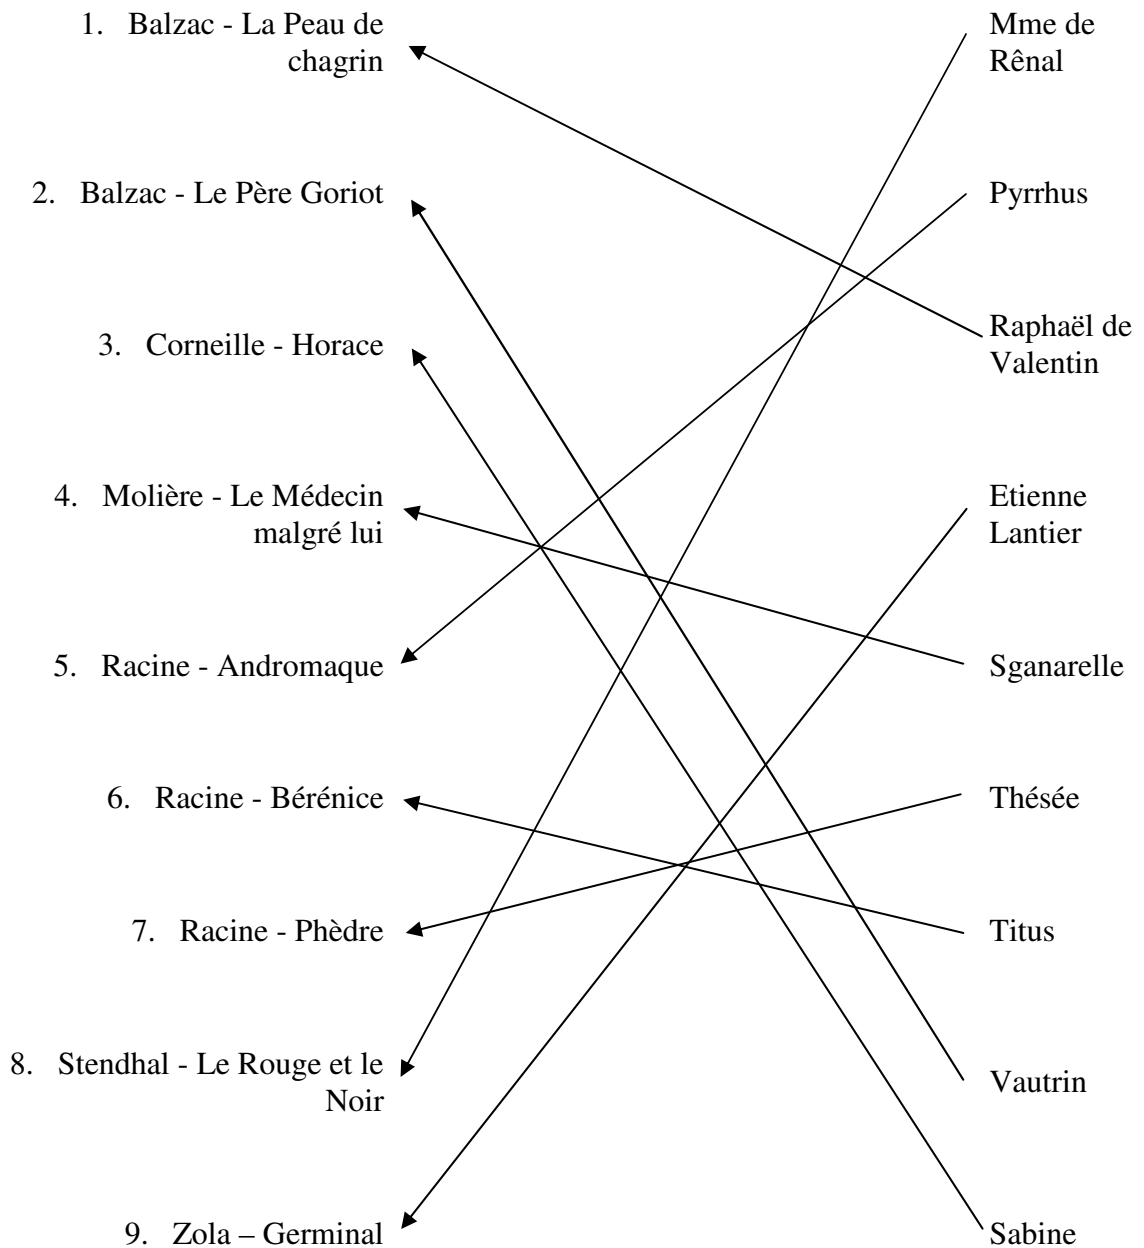 1. Balzac - La Peau de
chagrin
2. Balzac - Le Père Goriot
3. Corneille - Horace
4. Molière - Le Médecin
malgré lui
5. Racine - Andromaque
6. Racine - Bérénice
7. Racine - Phèdre
8. Stendhal - Le Rouge et le
Noir
9. Zola – Germinal
Mme de
Rênal
Pyrrhus
Raphaël de
Valentin
Etienne
Lantier
Sganarelle
Thésée
Titus
Vautrin
Sabine